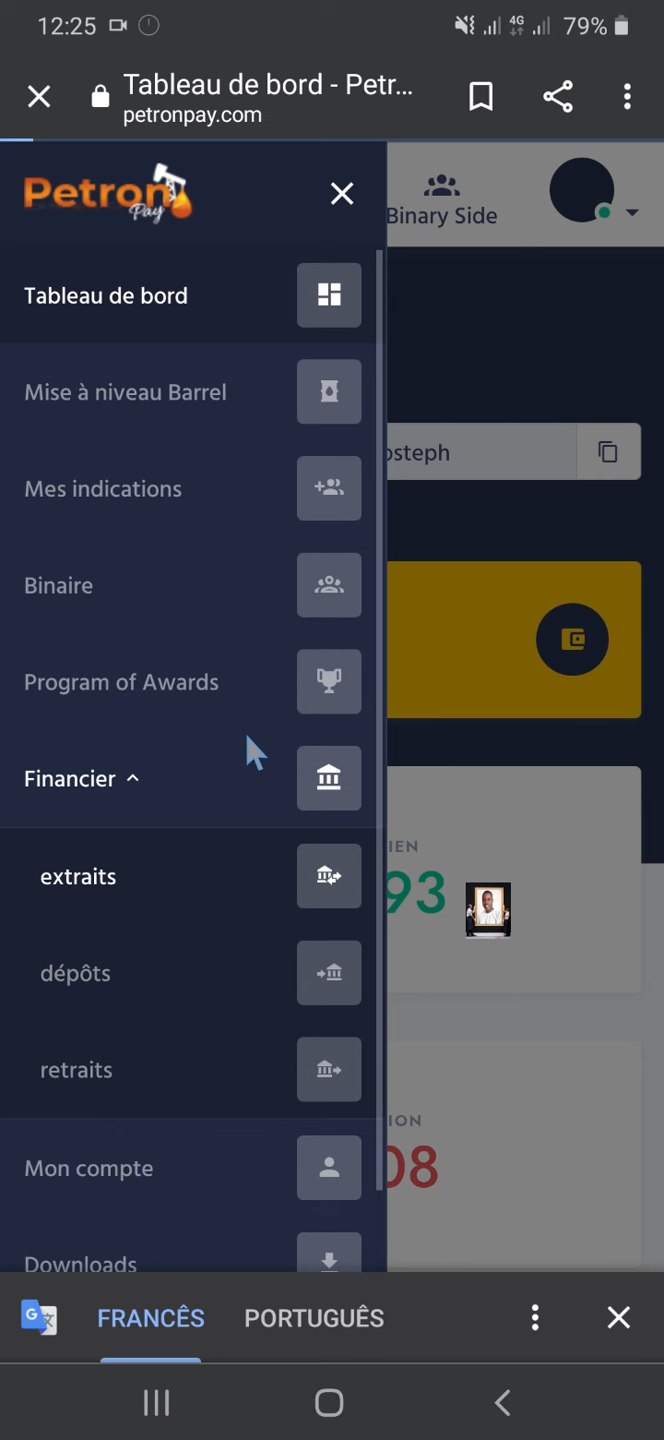 12:25
4G
79%
Tableau de bord - Petr...
petronpay.com
Petron
Pay
Binary Side
Tableau de bord
Mise à niveau Barrel
osteph
Mes indications
Binaire
Program of Awards
Financier
IEN
extraits
93
dépôts
retraits
ION
08
Mon compte
Downloads
G
FRANCÊS
PORTUGUÊS